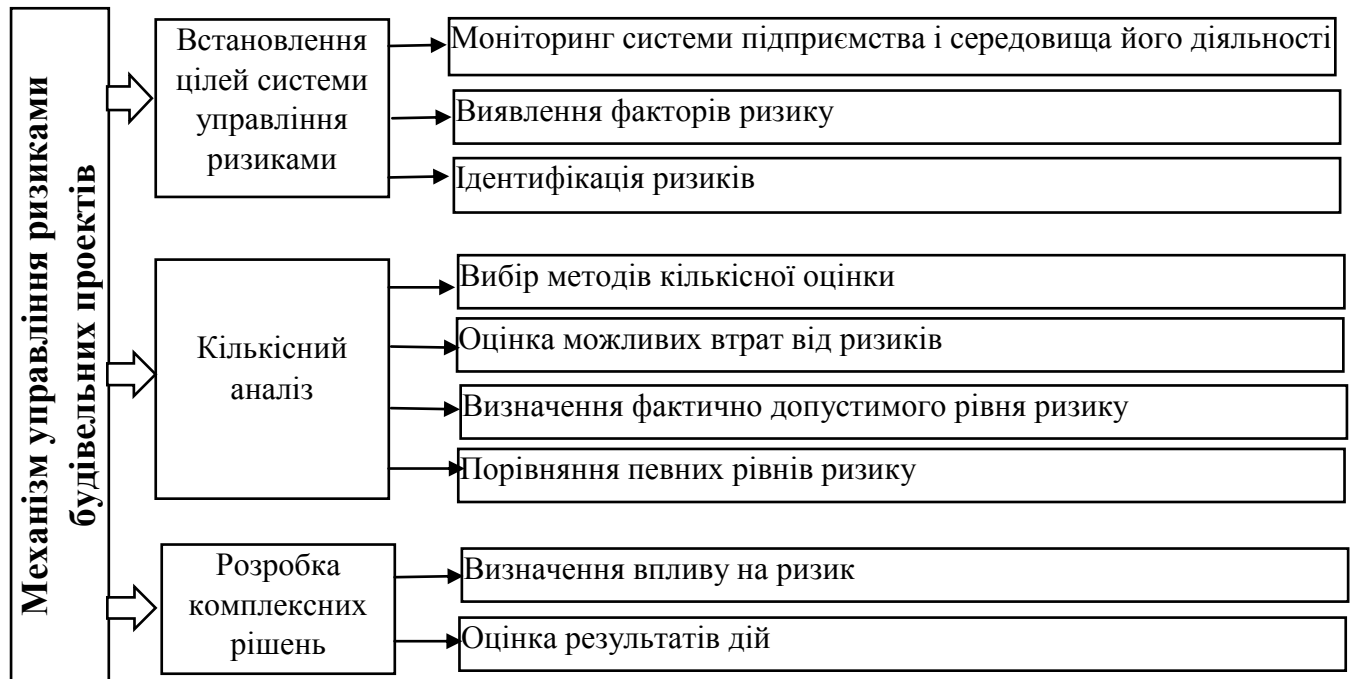 Механізм управління ризиками
будівельних проектів
Встановлення
цілей системи
управління
ризиками
Моніторинг системи підприємства і середовища його діяльності
Виявлення факторів ризику
Ідентифікація ризиків
Кількісний
аналіз
Вибір методів кількісної оцінки
Оцінка можливих втрат від ризиків
Визначення фактично допустимого рівня ризику
Порівняння певних рівнів ризику
Розробка
комплексних
рішень
Визначення впливу на ризик
Оцінка результатів дій